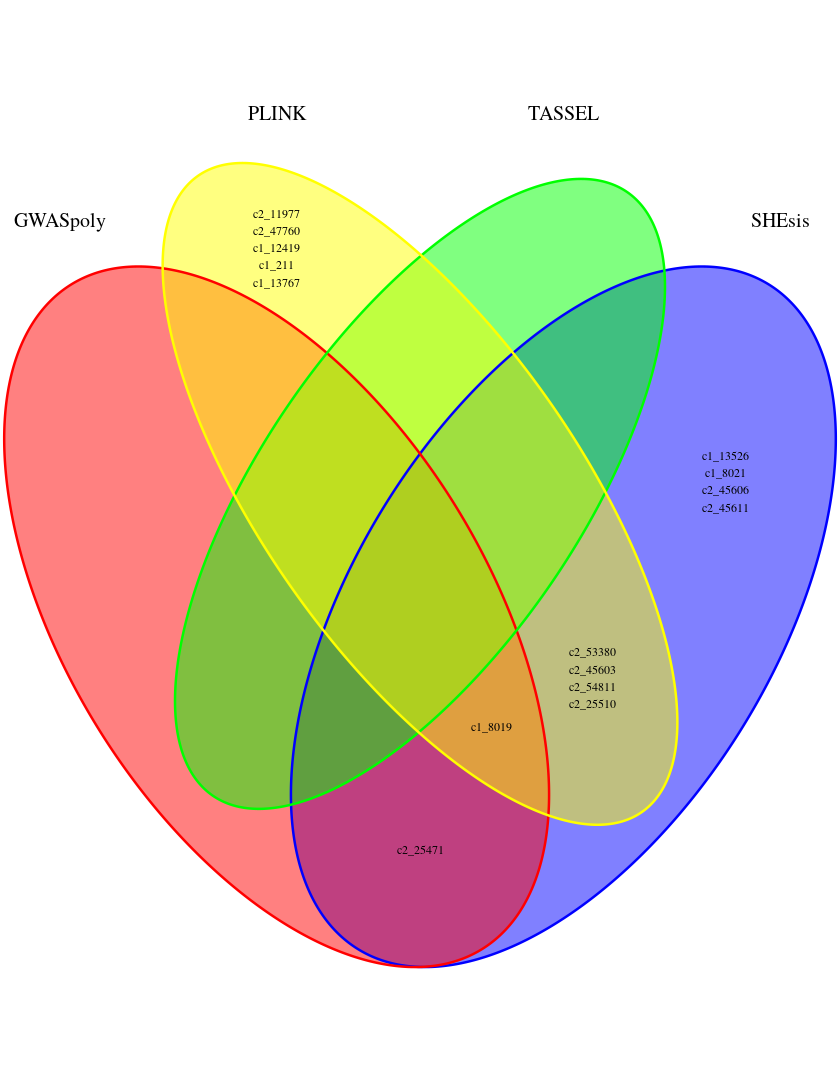 PLINK
TASSEL
GWASpoly
SHEsis
c2_11977
c2_47760
c1_12419
c1_211
c1_13767
c1_13526
c1_8021
c2_45606
c2_45611
c2_53380
c2_45603
c2_54811
c2_25510
c1_8019
c2_25471